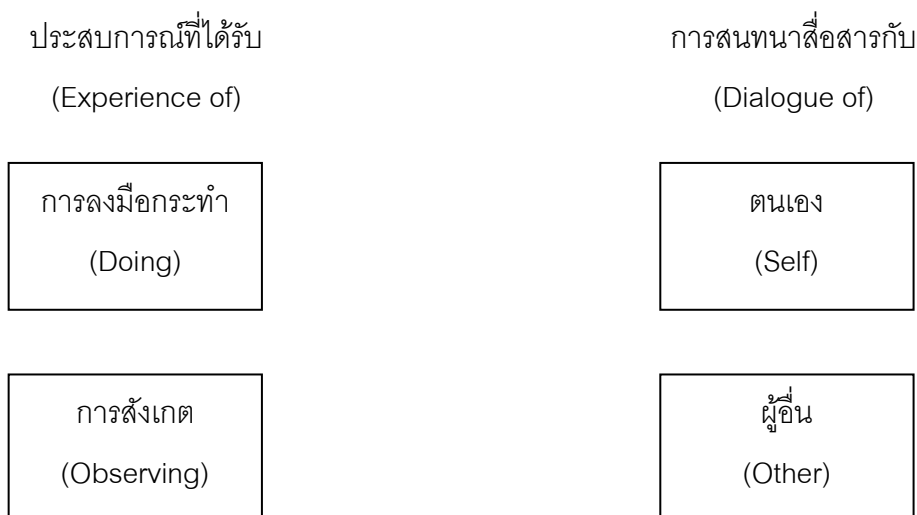 ประสบการณ์ที่ได้รับ
(Experience of)
การลงมือกระทำ
(Doing)
การสังเกต
(Observing)
การสนทนาสื่อสารกับ
(Dialogue of)
ตนเอง
(Self)
ผู้อื่น
(Other)